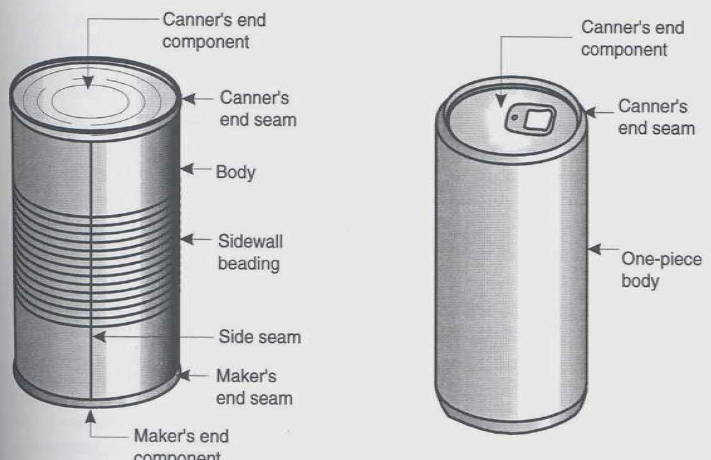 Canner's end
component
Canner's
end seam
Body
Sidewall
beading
Side seam
Maker's
end seam
Maker's end
component
Canner's end
component
Canner's
end seam
One-piece
body